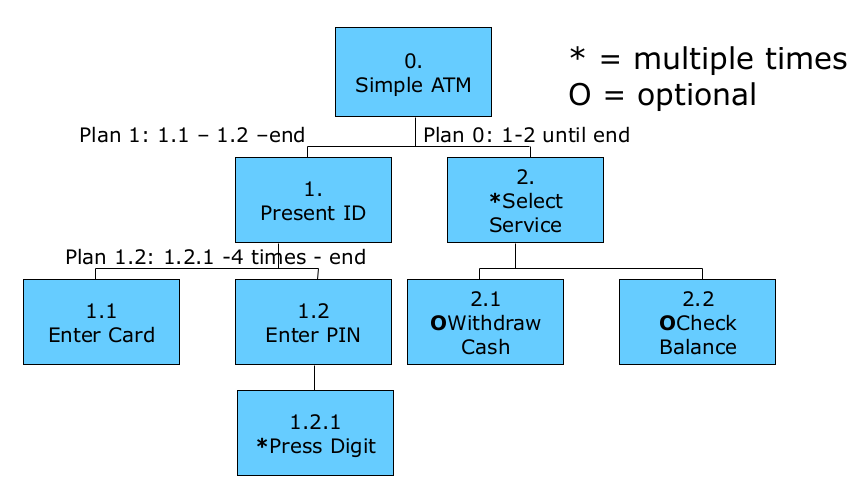 0.
Simple ATM
* = multiple times
O = optional
Plan 1: 1.1 – 1.2 –end
Plan 0: 1-2 until end
1.
Present ID
2.
*Select
Service
Plan 1.2: 1.2.1 -4 times - end
1.1
Enter Card
1.2
Enter PIN
2.1
OWithdraw
Cash
2.2
OCheck
Balance
1.2.1
*Press Digit